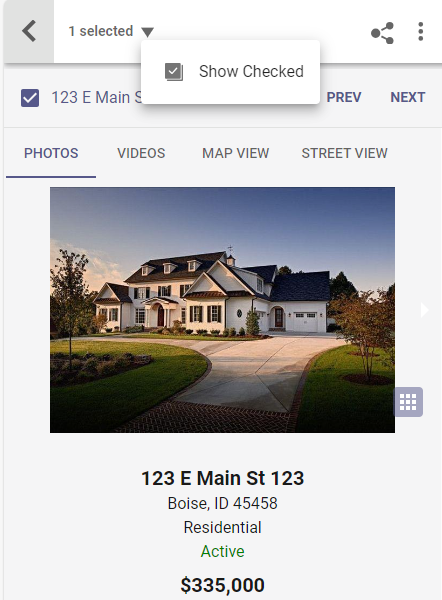 1 selected
Show Checked
123 E Main S
PREV
NEXT
PHOTOS
VIDEOS
MAP VIEW
STREET VIEW
123 E Main St 123
Boise, ID 45458
Residential
Active
$335,000